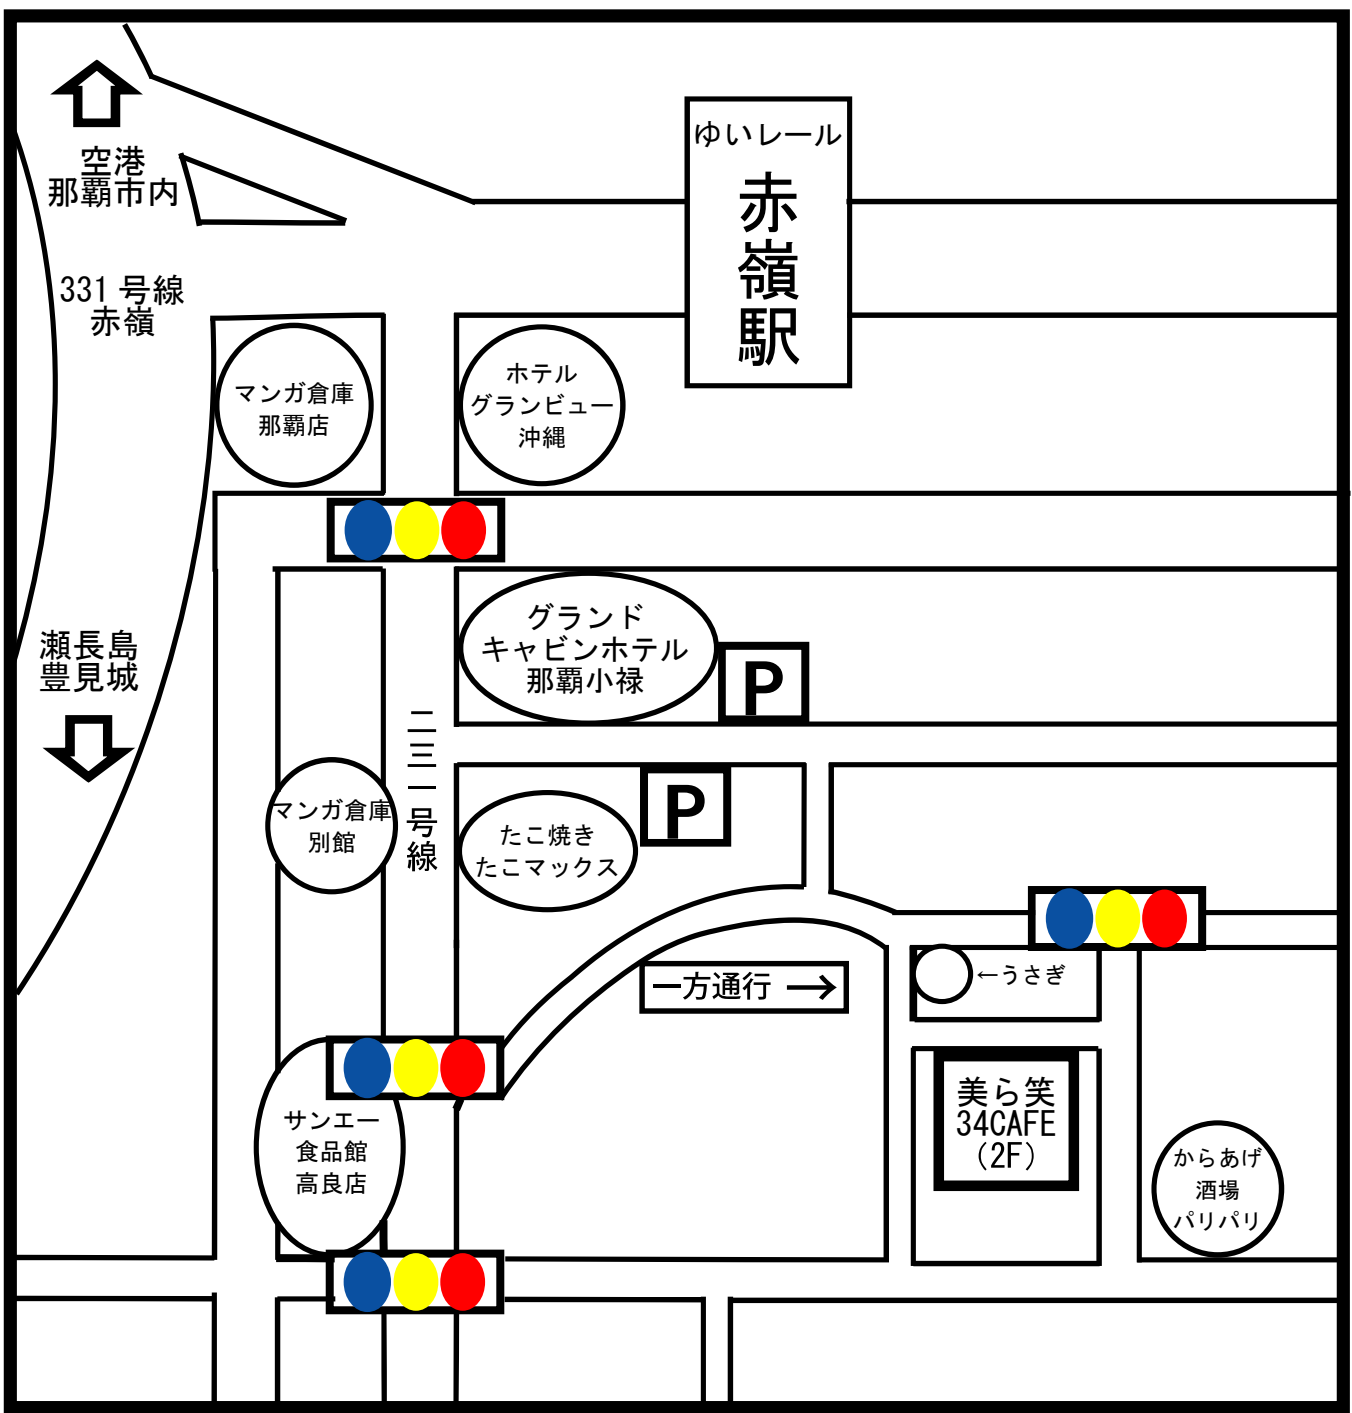 空港
那覇市内
ゆいレール
赤嶺駅
331号線
赤嶺
マンガ倉庫
那覇店
ホテル
グランビュー
沖縄
瀬長島
豊見城
グランド
キャビンホテル
那覇小禄
P
二三一号線
マンガ倉庫
別館
たこ焼き
たこマックス
P
一方通行 →
←うさぎ
サンエー
食品館
高良店
美ら笑
34CAFE
(2F)
からあげ
酒場
パリパリ